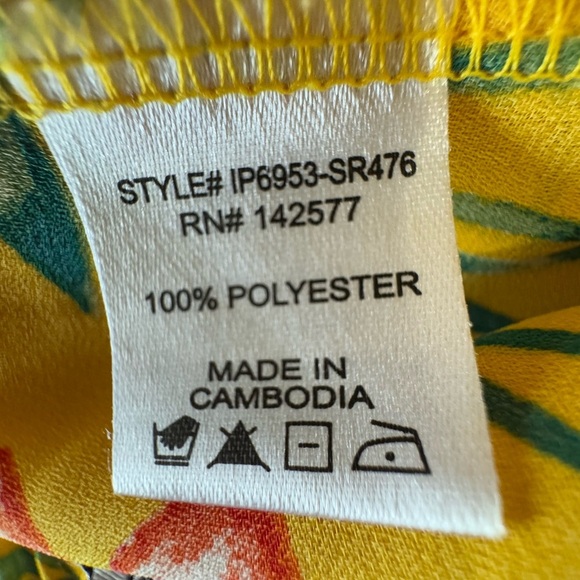 STYLE# IP6953-SR476
RN# 142577
100% POLYESTER
MADE IN
CAMBODIA